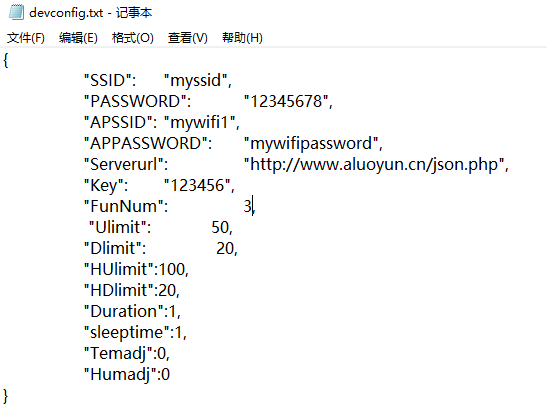 devconfig.txt - 记事本
文件(F) 编辑(E) 格式(O) 查看(V) 帮助(H)
{
"SSID": "myssid",
"PASSWORD": "12345678",
"APSSID": "mywifi1",
"APPASSWORD": "mywifipassword",
"Serverurl": "http://www.aluoyun.cn/json.php",
"Key": "123456",
"FunNum": 3,
"Ulimit": 50,
"Dlimit": 20,
"HUlimit":100,
"HDlimit":20,
"Duration":1,
"sleeptime":1,
"Temadj":0,
"Humadj":0
}